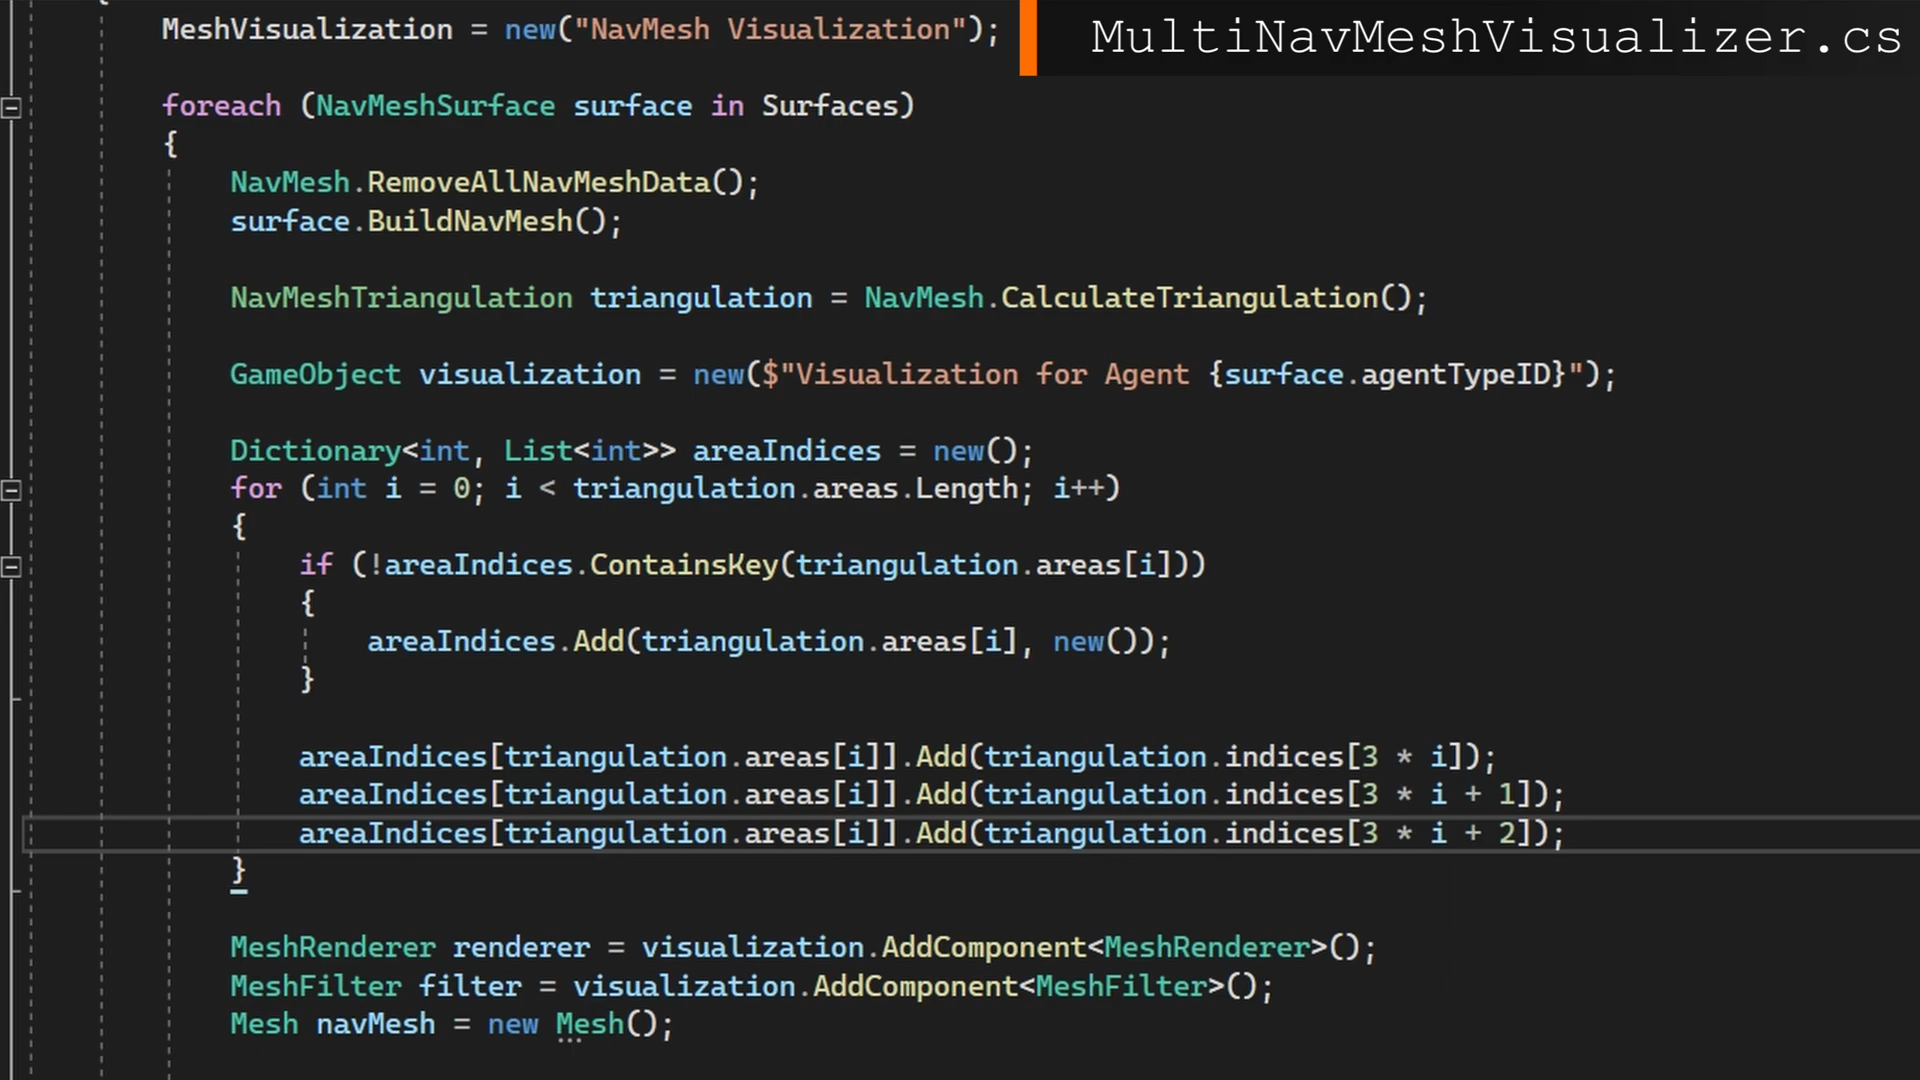 MultiNavMeshVisualizer.cs
MeshVisualization = new("NavMesh Visualization");
foreach (NavMeshSurface surface in Surfaces)
{
NavMesh.RemoveAllNavMeshData();
surface.BuildNavMesh();
NavMeshTriangulation triangulation = NavMesh.CalculateTriangulation();
GameObject visualization = new($"Visualization for Agent {surface.agentTypeID}");
Dictionary<int, List<int>> areaIndices = new();
for (int i = 0; i < triangulation.areas.Length; i++)
{
if (!areaIndices.ContainsKey(triangulation.areas[i]))
{
areaIndices.Add(triangulation.areas[i], new());
}
areaIndices[triangulation.areas[i]].Add(triangulation.indices[3 * i]);
areaIndices[triangulation.areas[i]].Add(triangulation.indices[3 * i + 1]);
areaIndices[triangulation.areas[i]].Add(triangulation.indices[3 * i + 2]);
}
MeshRenderer renderer = visualization.AddComponent<MeshRenderer>();
MeshFilter filter = visualization.AddComponent<MeshFilter>();
Mesh navMesh = new Mesh();